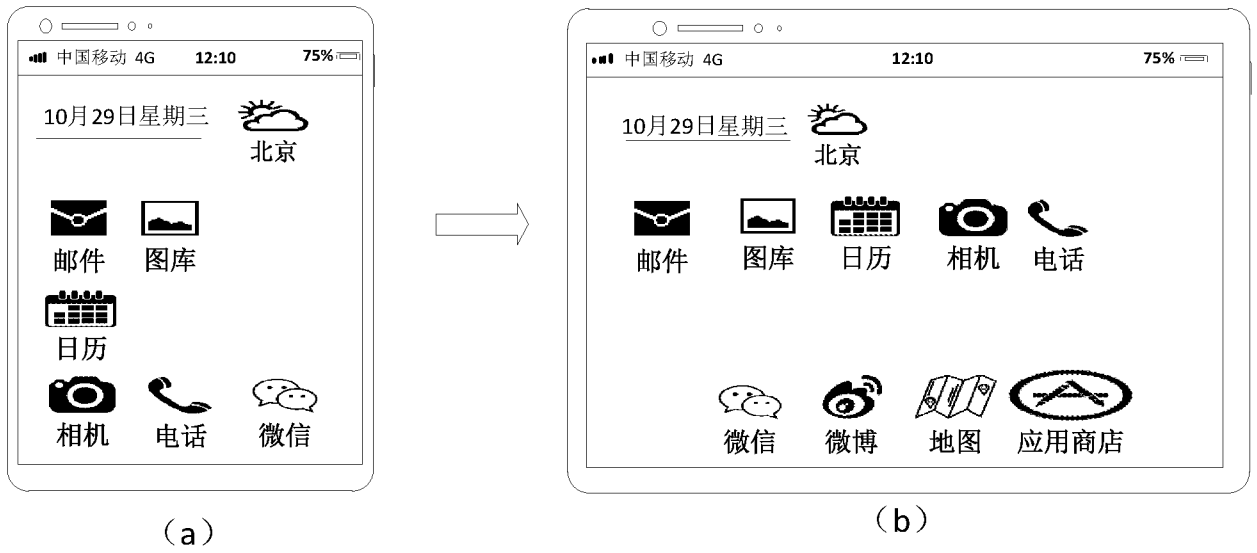 中国移动 4G 12:10 75%
10月29日星期三
北京
邮件 图库
日历
相机 电话 微信
(a)
中国移动 4G 12:10 75%
10月29日星期三
北京
邮件 图库 日历 相机 电话
微信 微博 地图 应用商店
(b)